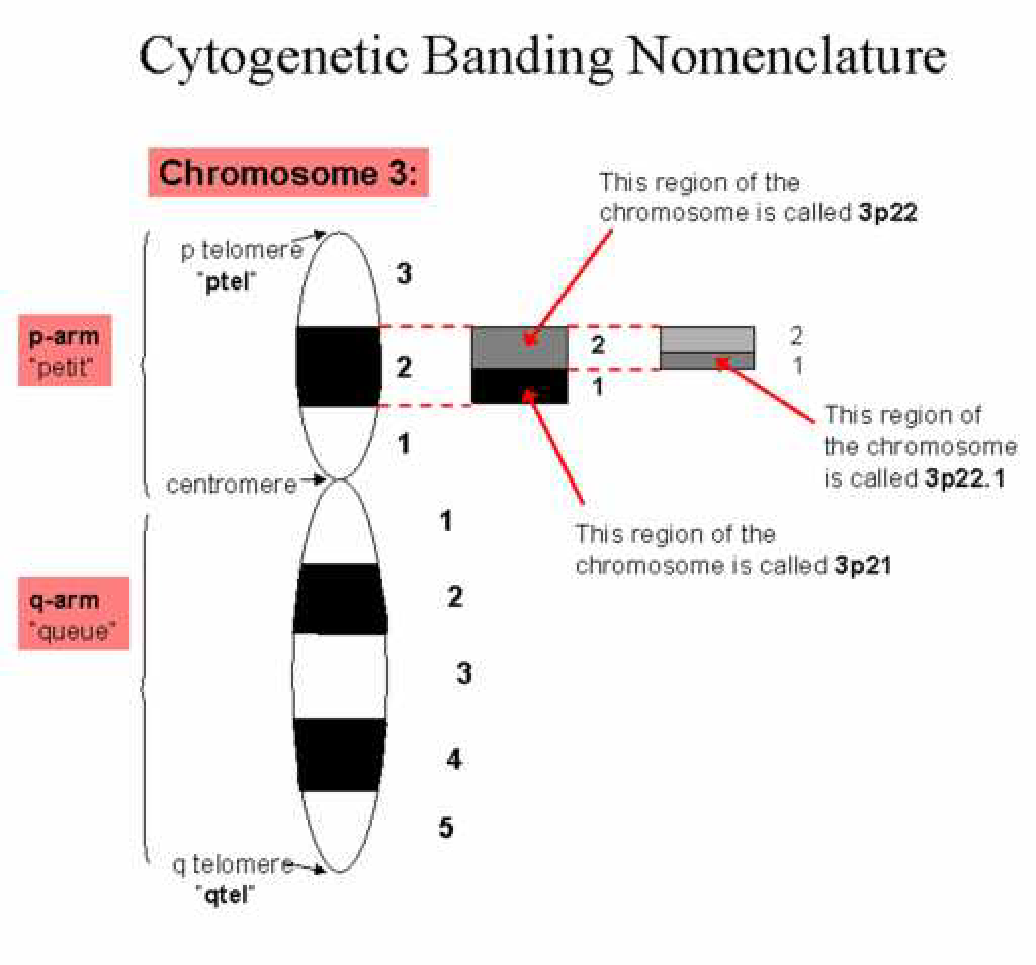 Cytogenetic Banding Nomenclature
Chromosome 3:
This region of the
chromosome is called 3p22
p telomere
"ptel"
3
p-arm
"petit"
2
2
1
2
1
1
This region of
the chromosome
is called 3p22.1
centromere
1
This region of the
chromosome is called 3p21
q-arm
"queue"
2
3
4
5
q telomere
"qtel"